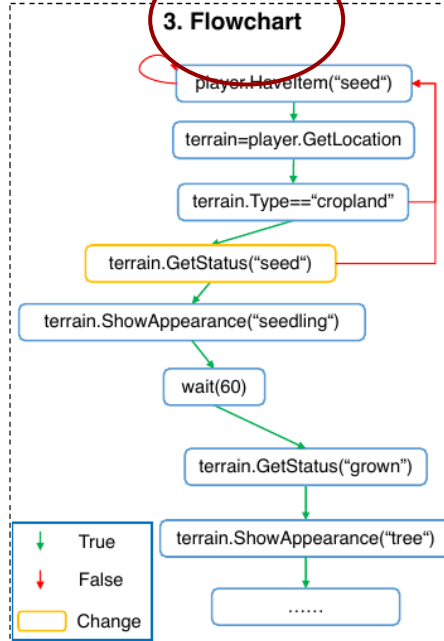 3. Flowchart
player.HaveItem(“seed“)
terrain=player.GetLocation
terrain.Type==“cropland”
terrain.GetStatus(“seed“)
terrain.ShowAppearance(“seedling“)
wait(60)
terrain.GetStatus(“grown”)
terrain.ShowAppearance(“tree“)
......
True
False
Change